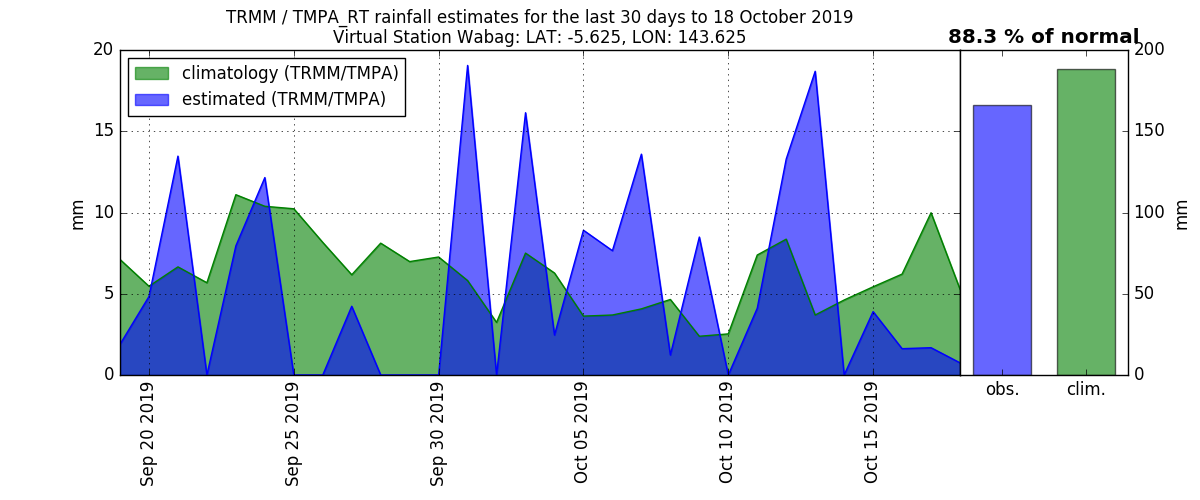 TRMM / TMPA_RT rainfall estimates for the last 30 days to 18 October 2019
Virtual Station Wabag: LAT: -5.625, LON: 143.625
88.3 % of normal
climatology (TRMM/TMPA)
estimated (TRMM/TMPA)
20
15
10
5
0
mm
200
150
100
50
0
mm
Sep 20 2019
Sep 25 2019
Sep 30 2019
Oct 05 2019
Oct 10 2019
Oct 15 2019
obs.
clim.